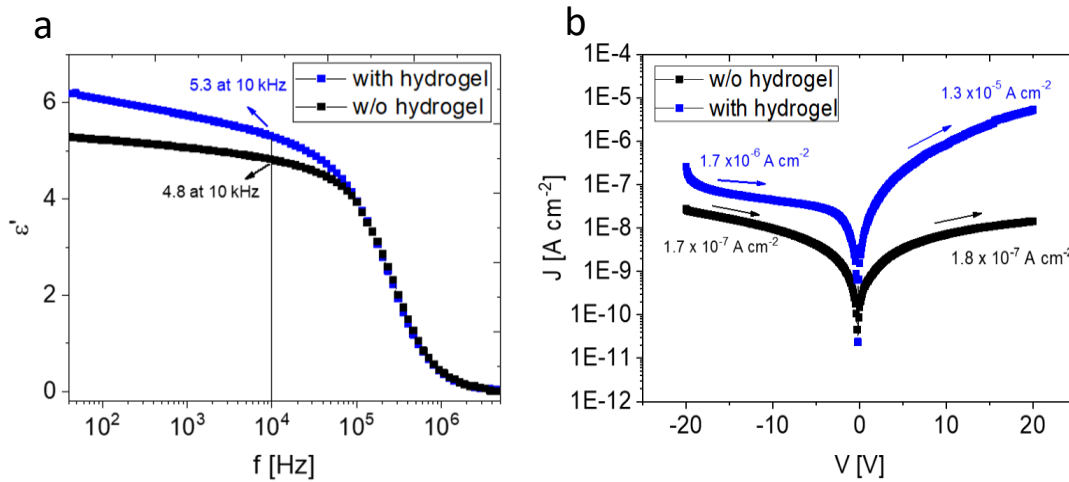 a
with hydrogel
w/o hydrogel
5.3 at 10 kHz
4.8 at 10 kHz
6
4
2
0
ε'
10² 10³ 10⁴ 10⁵ 10⁶
f [Hz]
b
w/o hydrogel
with hydrogel
1.3 x10⁻⁵ A cm⁻²
1.7 x10⁻⁶ A cm⁻²
1.7 x 10⁻⁷ A cm⁻²
1.8 x 10⁻⁷ A cm⁻²
1E-4
1E-5
1E-6
1E-7
1E-8
1E-9
1E-10
1E-11
1E-12
J [A cm⁻²]
-20 -10 0 10 20
V [V]